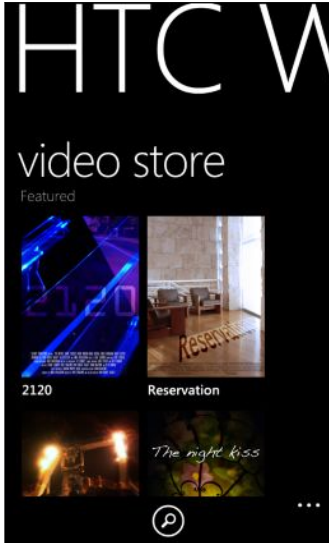 HTC W
video store
Featured
2120
Reservation
2120
Reservation
The night kiss